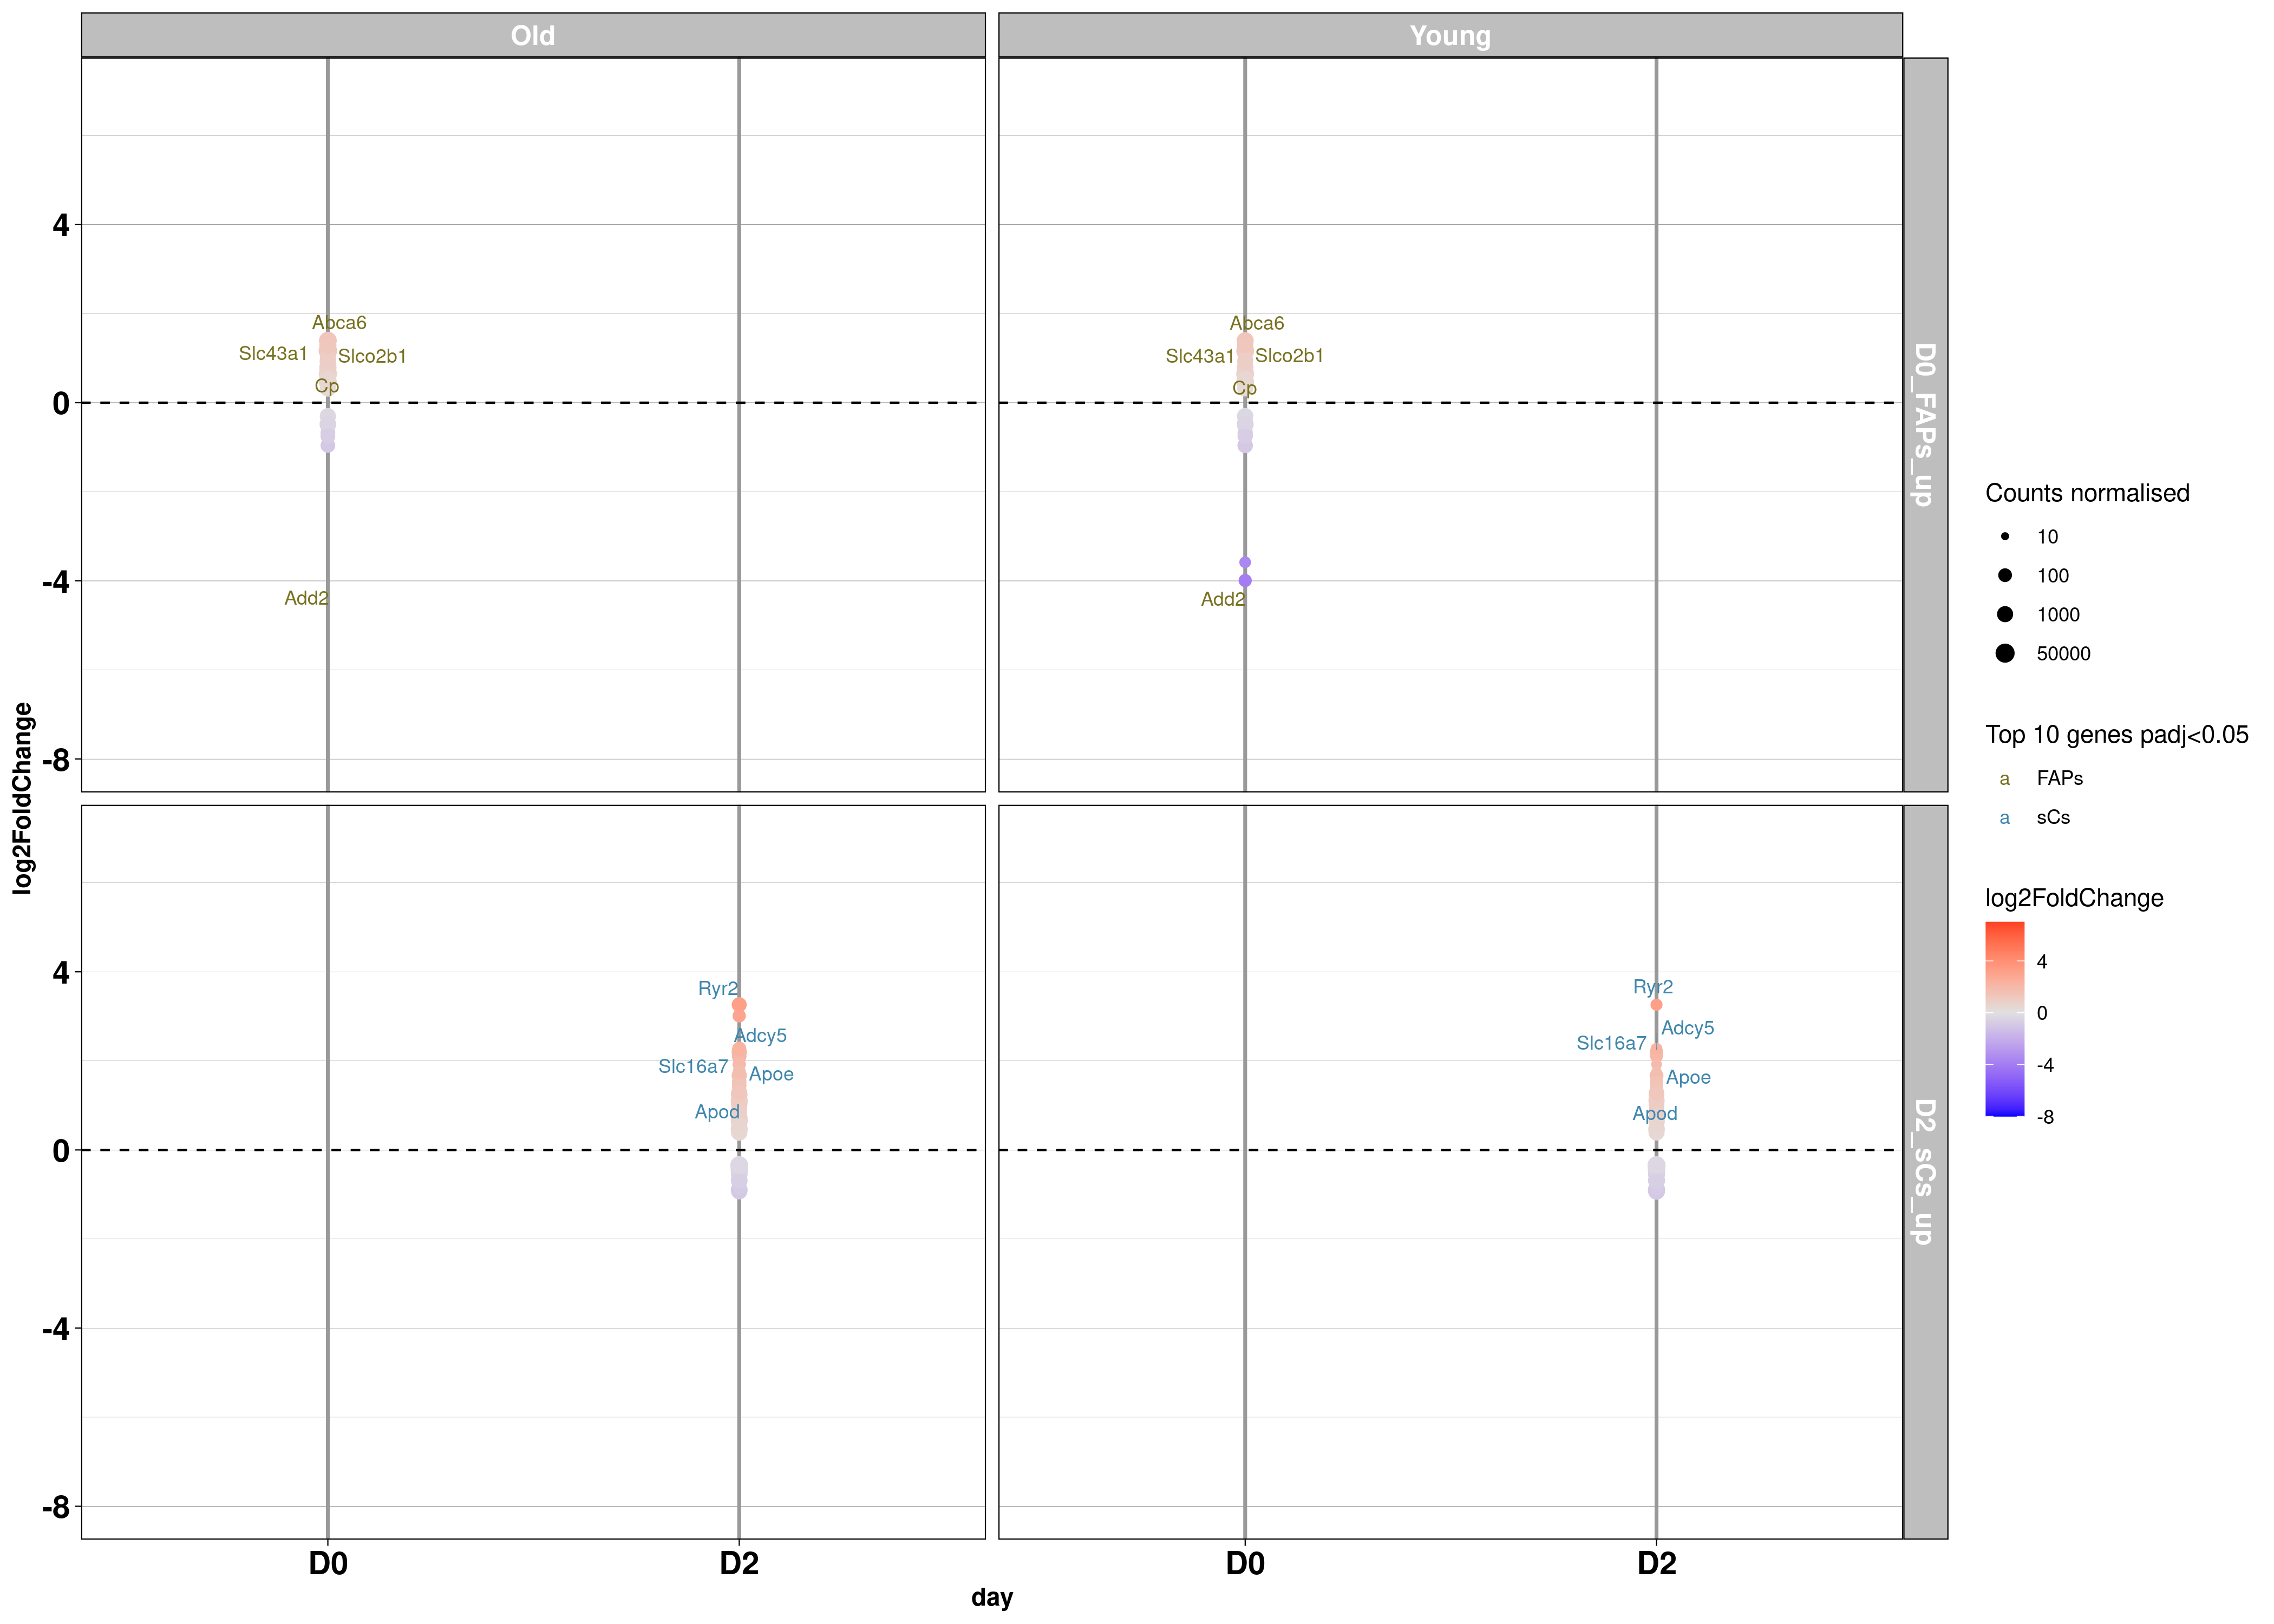 Old
Young
4
0
-4
-8
Abca6
Slc43a1
Slco2b1
Cp
Add2
Abca6
Slc43a1
Slco2b1
Cp
Add2
D0_FAPs_up
log2FoldChange
4
0
-4
-8
Ryr2
Adcy5
Slc16a7
Apoe
Apod
Ryr2
Adcy5
Slc16a7
Apoe
Apod
D2_sCs_up
D0
D2
D0
D2
day
Counts normalised
10
100
1000
50000
Top 10 genes padj<0.05
a FAPs
a sCs
log2FoldChange
4
0
-4
-8